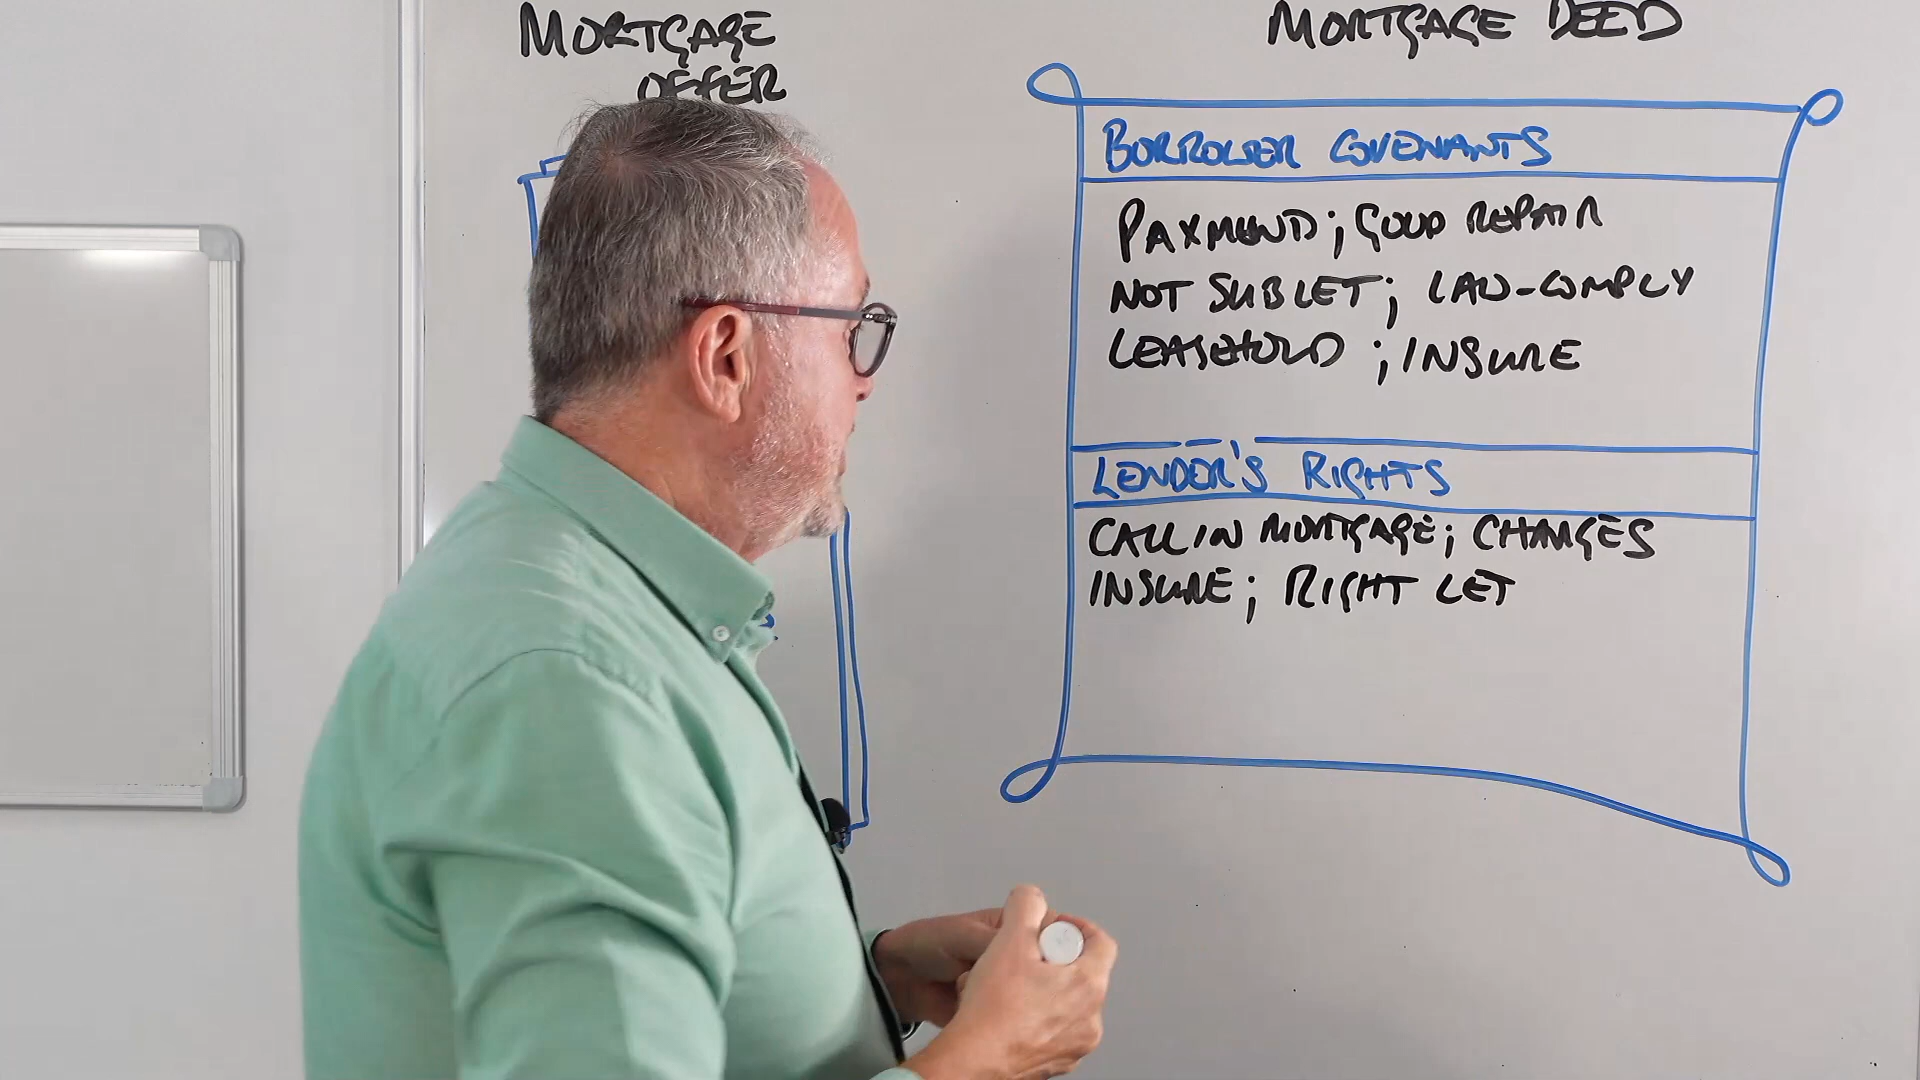 MORTGAGE
OFFER
MORTGAGE DEED
BORROWER COVENANTS
PAYMEND; GOOD REPAIR
NOT SUBLET; LAW-COMPLY
LEASEHOLD ; INSURE
LENDER'S RIGHTS
CALL IN MORTGAGE; CHANGES
INSURE; RIGHT LET